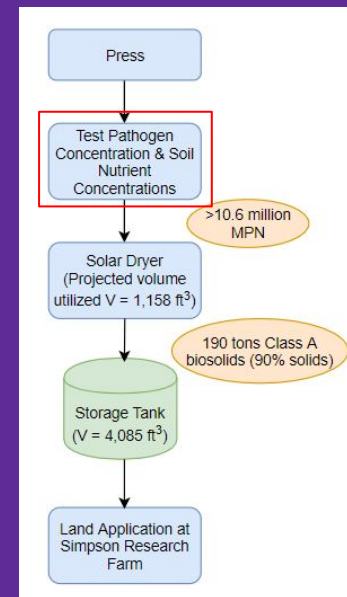 Press
Test Pathogen
Concentration & Soil
Nutrient
Concentrations
>10.6 million
MPN
Solar Dryer
(Projected volume
utilized V = 1,158 ft³)
190 tons Class A
biosolids (90% solids)
Storage Tank
(V = 4,085 ft³)
Land Application at
Simpson Research
Farm